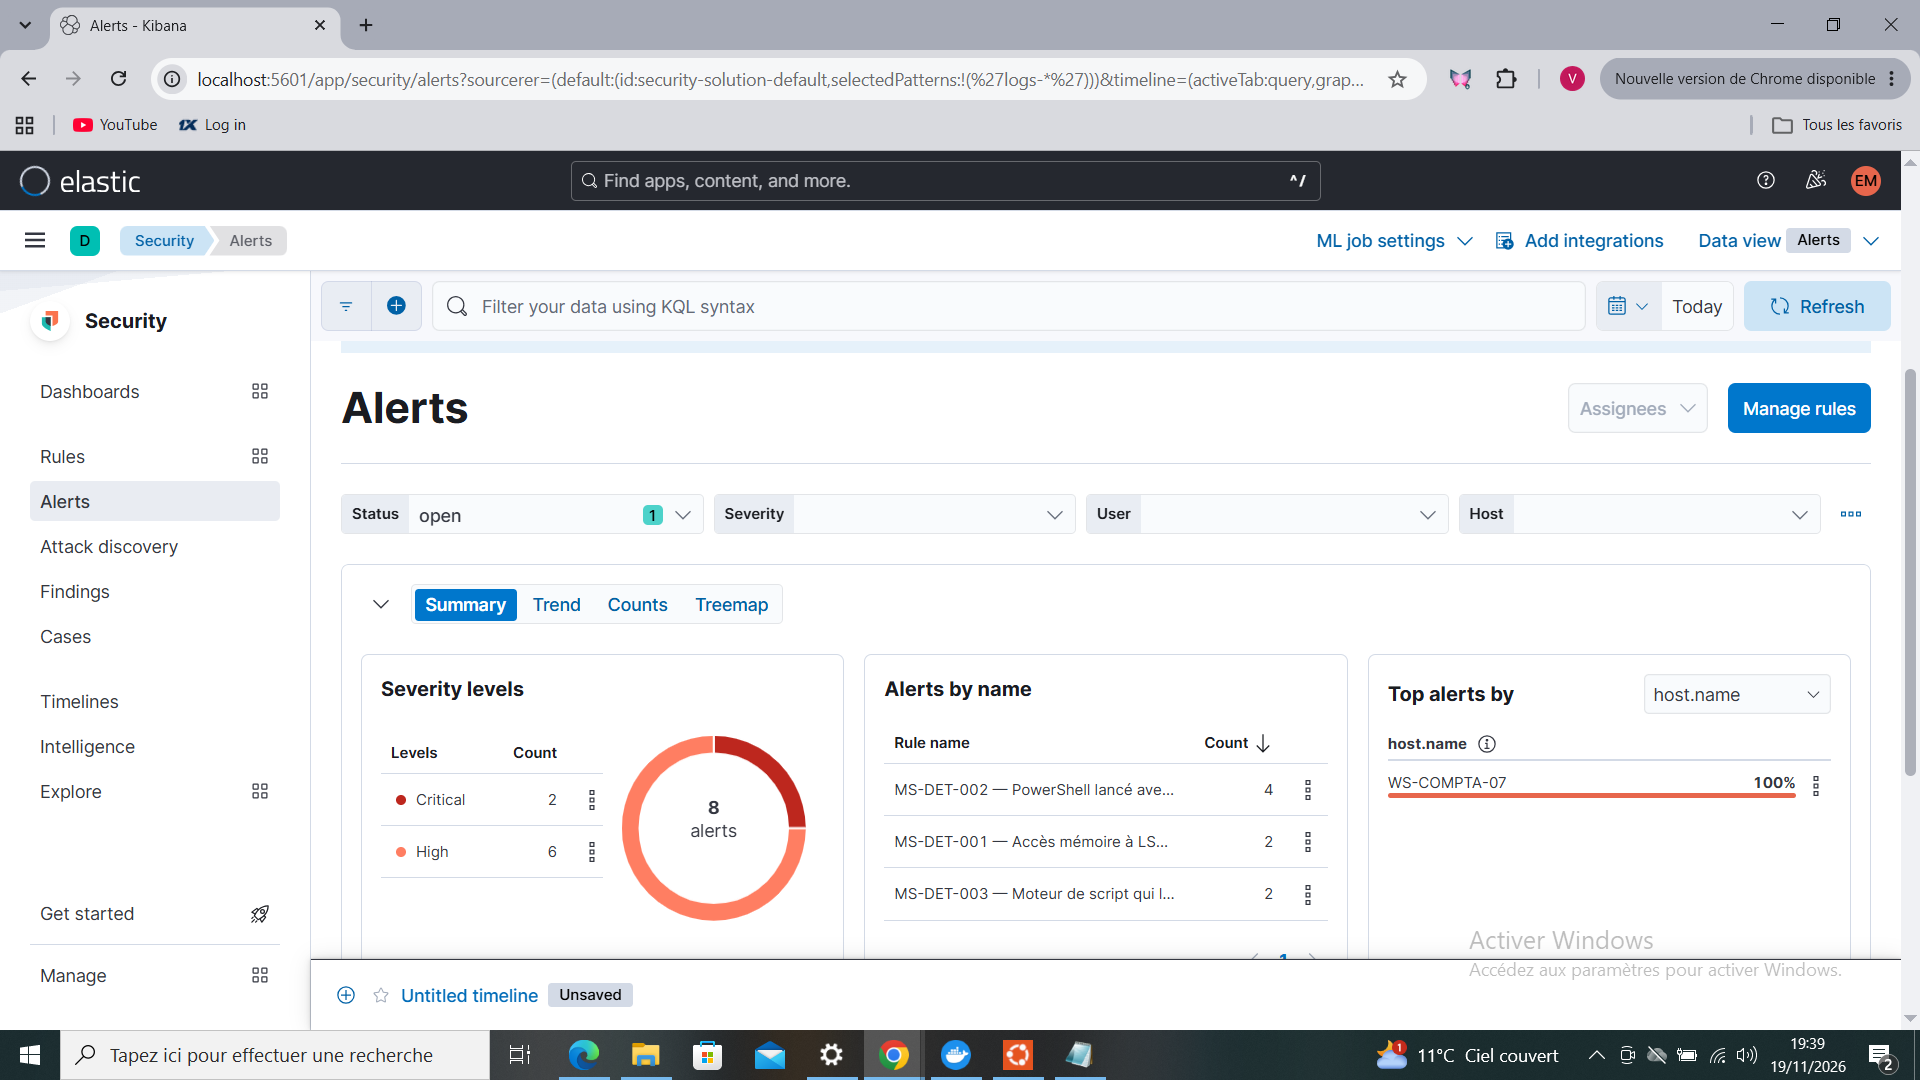 Alerts - Kibana
localhost:5601/app/security/alerts?sourcerer=(default:(id:security-solution-default,selectedPatterns:!(%27logs-*%27)))&timeline=(activeTab:query,grap...
V
Nouvelle version de Chrome disponible
YouTube
Log in
Tous les favoris
elastic
Find apps, content, and more.
^/
EM
D
Security
Alerts
ML job settings
Add integrations
Data view
Alerts
Security
Filter your data using KQL syntax
Today
Refresh
Dashboards
Rules
Alerts
Attack discovery
Findings
Cases
Timelines
Intelligence
Explore
Get started
Manage
Alerts
Assignees
Manage rules
Status
open
1
Severity
User
Host
Summary
Trend
Counts
Treemap
Severity levels
Levels Count
Critical 2
High 6
8
alerts
Alerts by name
Rule name Count
MS-DET-002 — PowerShell lancé ave... 4
MS-DET-001 — Accès mémoire à LS... 2
MS-DET-003 — Moteur de script qui l... 2
1
Top alerts by
host.name
host.name
WS-COMPTA-07 100%
Activer Windows
Accédez aux paramètres pour activer Windows.
Untitled timeline
Unsaved
Tapez ici pour effectuer une recherche
1
11°C Ciel couvert
19:39
19/11/2026
2